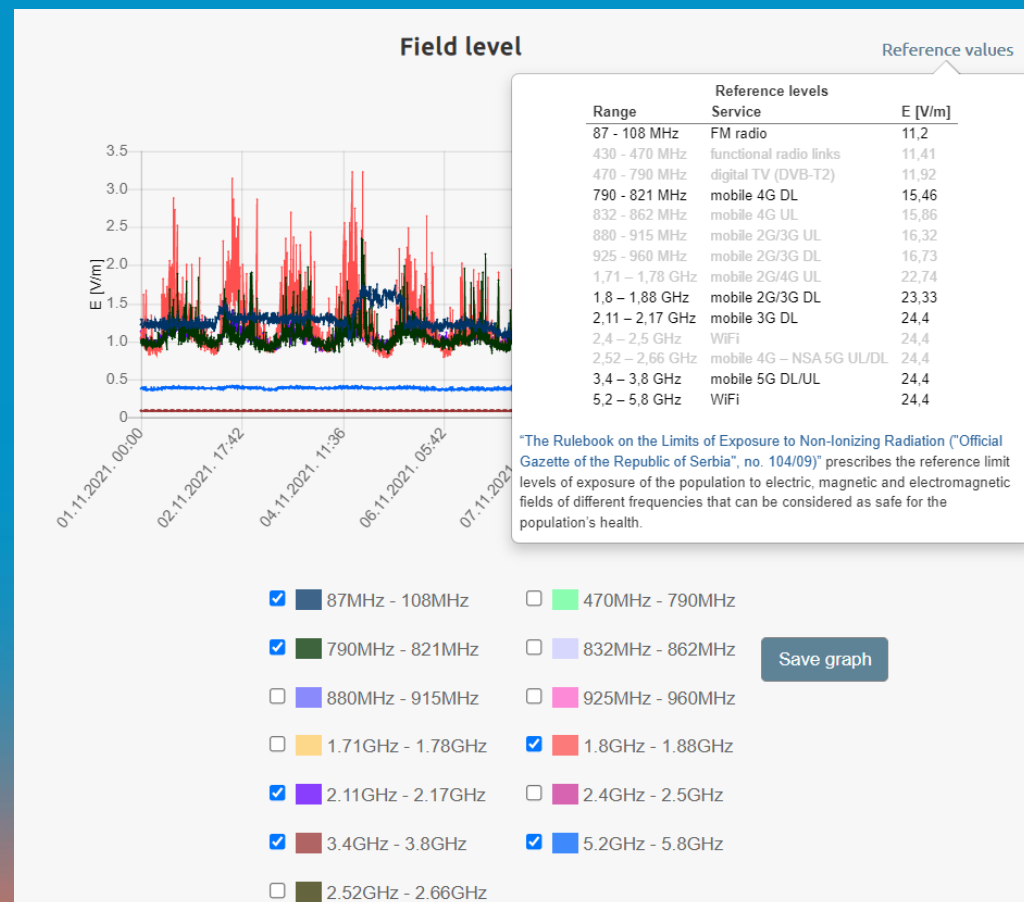 Field level
Reference values
Reference levels
Range Service E [V/m]
87 - 108 MHz FM radio 11,2
430 - 470 MHz functional radio links 11,41
470 - 790 MHz digital TV (DVB-T2) 11,92
790 - 821 MHz mobile 4G DL 15,46
832 - 862 MHz mobile 4G UL 15,86
880 - 915 MHz mobile 2G/3G UL 16,32
925 - 960 MHz mobile 2G/3G DL 16,73
1,71 – 1,78 GHz mobile 2G/4G UL 22,74
1,8 – 1,88 GHz mobile 2G/3G DL 23,33
2,11 – 2,17 GHz mobile 3G DL 24,4
2,4 – 2,5 GHz WiFi 24,4
2,52 – 2,66 GHz mobile 4G – NSA 5G UL/DL 24,4
3,4 – 3,8 GHz mobile 5G DL/UL 24,4
5,2 – 5,8 GHz WiFi 24,4
“The Rulebook on the Limits of Exposure to Non-Ionizing Radiation ("Official
Gazette of the Republic of Serbia", no. 104/09)” prescribes the reference limit
levels of exposure of the population to electric, magnetic and electromagnetic
fields of different frequencies that can be considered as safe for the
population's health.
E [V/m]
3.5
3.0
2.5
2.0
1.5
1.0
0.5
0
01.11.2021. 00:00
02.11.2021. 17:42
04.11.2021. 11:36
06.11.2021. 05:42
07.11.2021
87MHz - 108MHz
470MHz - 790MHz
790MHz - 821MHz
832MHz - 862MHz
Save graph
880MHz - 915MHz
925MHz - 960MHz
1.71GHz - 1.78GHz
1.8GHz - 1.88GHz
2.11GHz - 2.17GHz
2.4GHz - 2.5GHz
3.4GHz - 3.8GHz
5.2GHz - 5.8GHz
2.52GHz - 2.66GHz